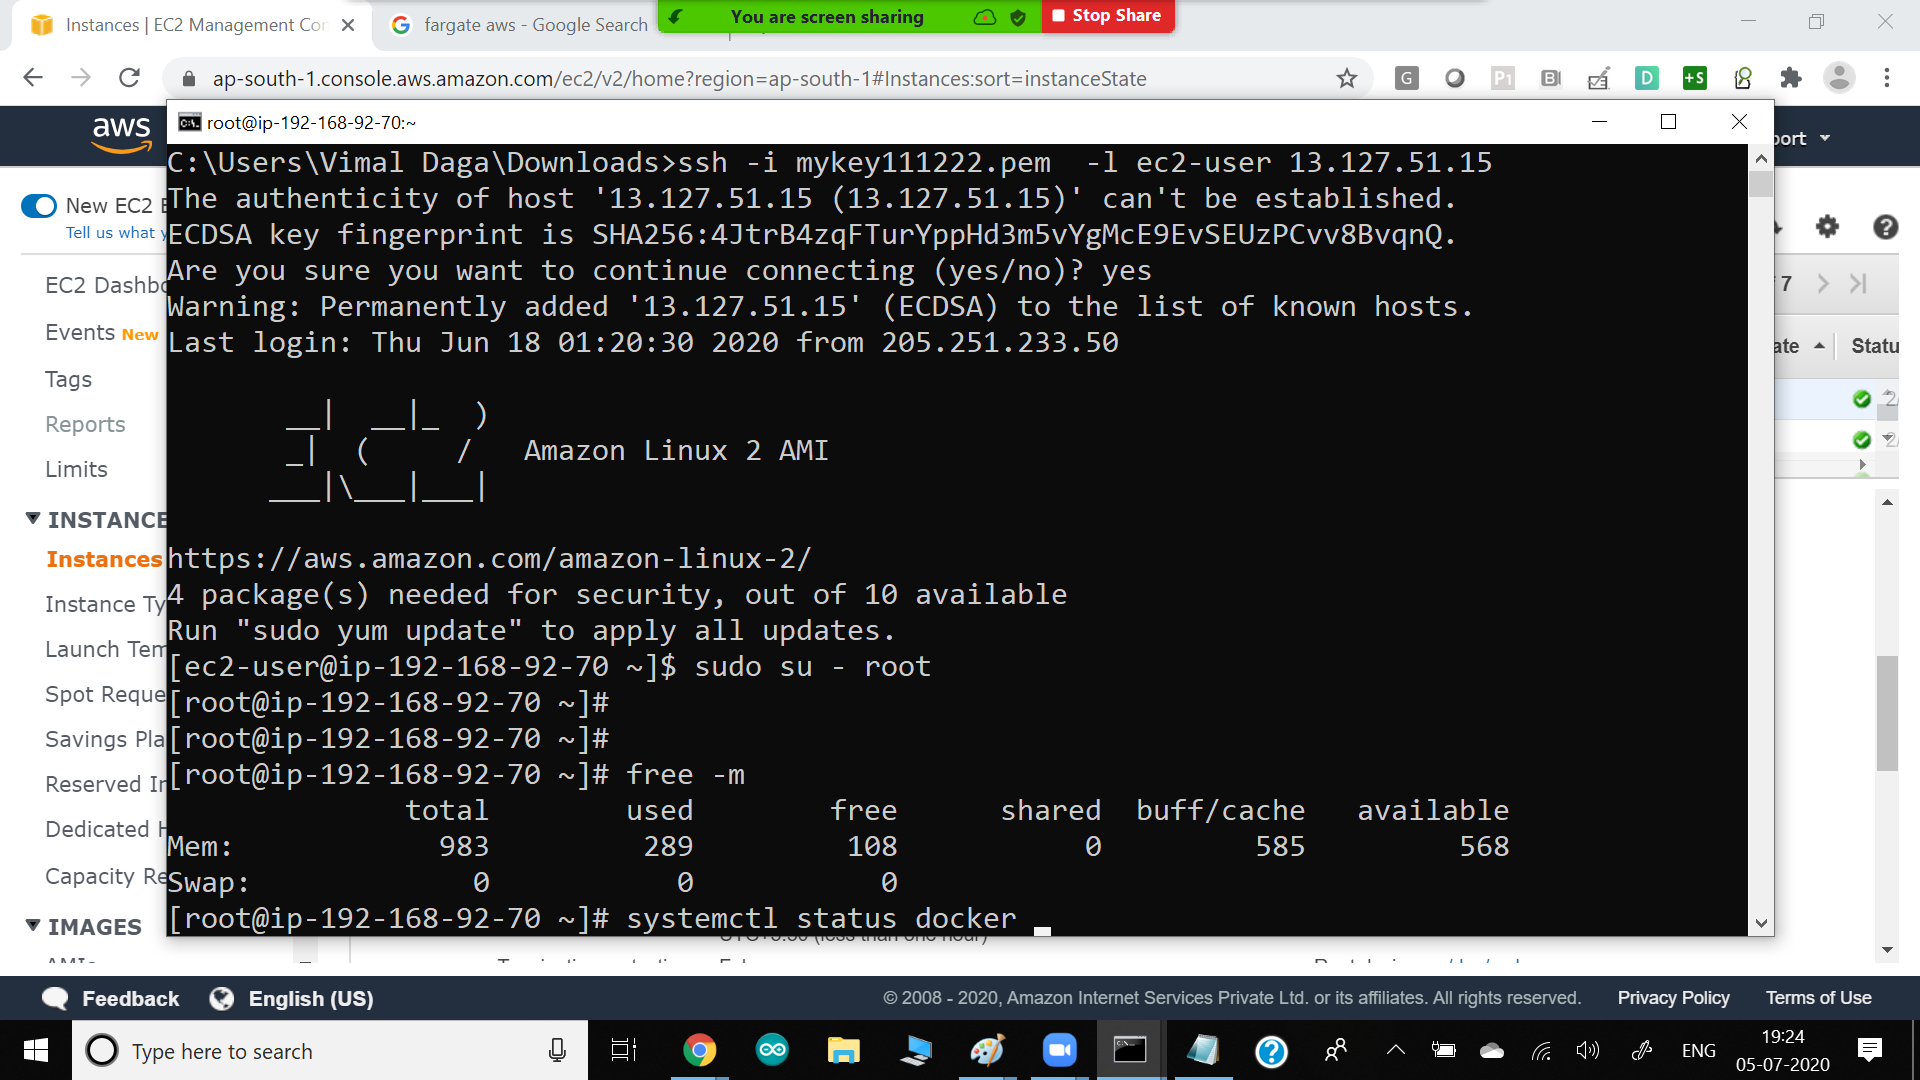 Instances | EC2 Management Con
fargate aws - Google Search
You are screen sharing
Stop Share
ap-south-1.console.aws.amazon.com/ec2/v2/home?region=ap-south-1#Instances:sort=instanceState
aws
root@ip-192-168-92-70:~
port
C:\Users\Vimal Daga\Downloads>ssh -i mykey111222.pem  -l ec2-user 13.127.51.15
The authenticity of host '13.127.51.15 (13.127.51.15)' can't be established.
ECDSA key fingerprint is SHA256:4JtrB4zqFTurYppHd3m5vYgMcE9EvSEUzPCvv8BvqnQ.
Are you sure you want to continue connecting (yes/no)? yes
Warning: Permanently added '13.127.51.15' (ECDSA) to the list of known hosts.
Last login: Thu Jun 18 01:20:30 2020 from 205.251.233.50
       __|  __|_  )
       _|  (     /   Amazon Linux 2 AMI
      ___|\___|___|
https://aws.amazon.com/amazon-linux-2/
4 package(s) needed for security, out of 10 available
Run "sudo yum update" to apply all updates.
[ec2-user@ip-192-168-92-70 ~]$ sudo su - root
[root@ip-192-168-92-70 ~]#
[root@ip-192-168-92-70 ~]#
[root@ip-192-168-92-70 ~]# free -m
              total        used        free      shared  buff/cache   available
Mem:            983         289         108           0         585         568
Swap:             0           0           0
[root@ip-192-168-92-70 ~]# systemctl status docker
New EC2 E
Tell us what y
EC2 Dashbo
Events New
Tags
Reports
Limits
INSTANCE
Instances
Instance Ty
Launch Tem
Spot Reque
Savings Pla
Reserved In
Dedicated H
Capacity Re
IMAGES
7
ate
Statu
Feedback
English (US)
© 2008 - 2020, Amazon Internet Services Private Ltd. or its affiliates. All rights reserved.
Privacy Policy
Terms of Use
Type here to search
ENG
19:24
05-07-2020